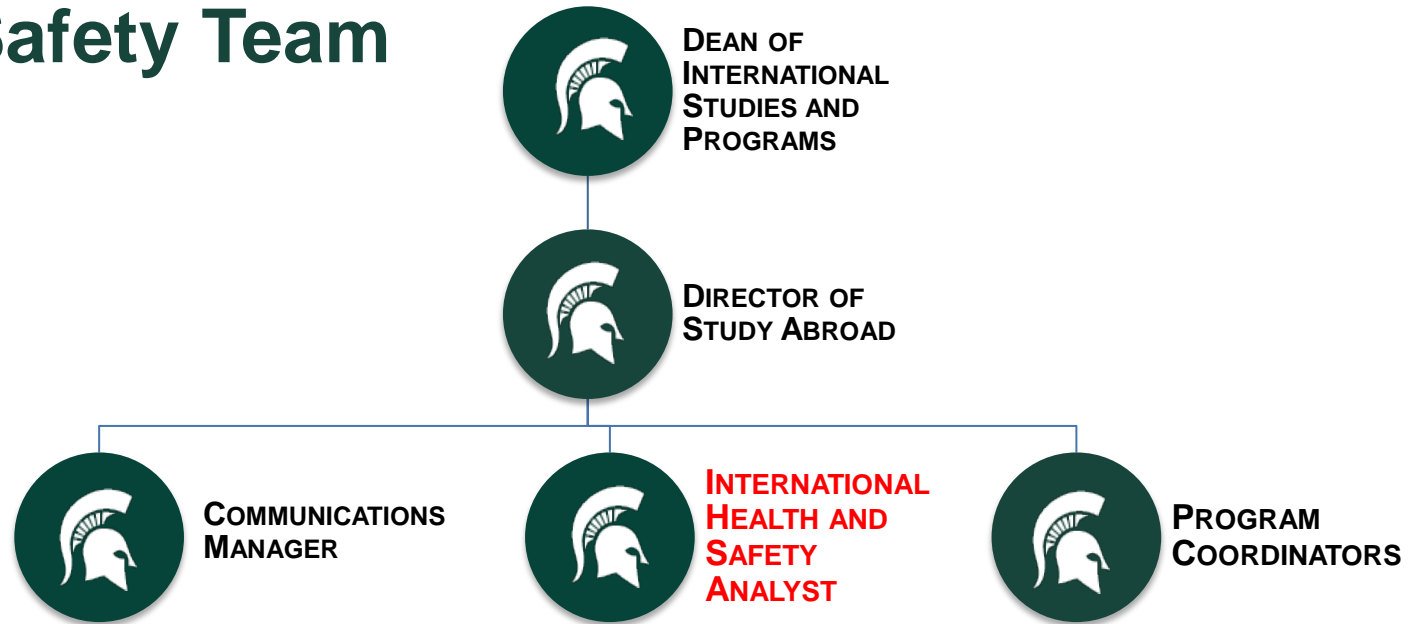 Safety Team
DEAN OF
INTERNATIONAL
STUDIES AND
PROGRAMS
DIRECTOR OF
STUDY ABROAD
COMMUNICATIONS
MANAGER
INTERNATIONAL
HEALTH AND
SAFETY
ANALYST
PROGRAM
COORDINATORS